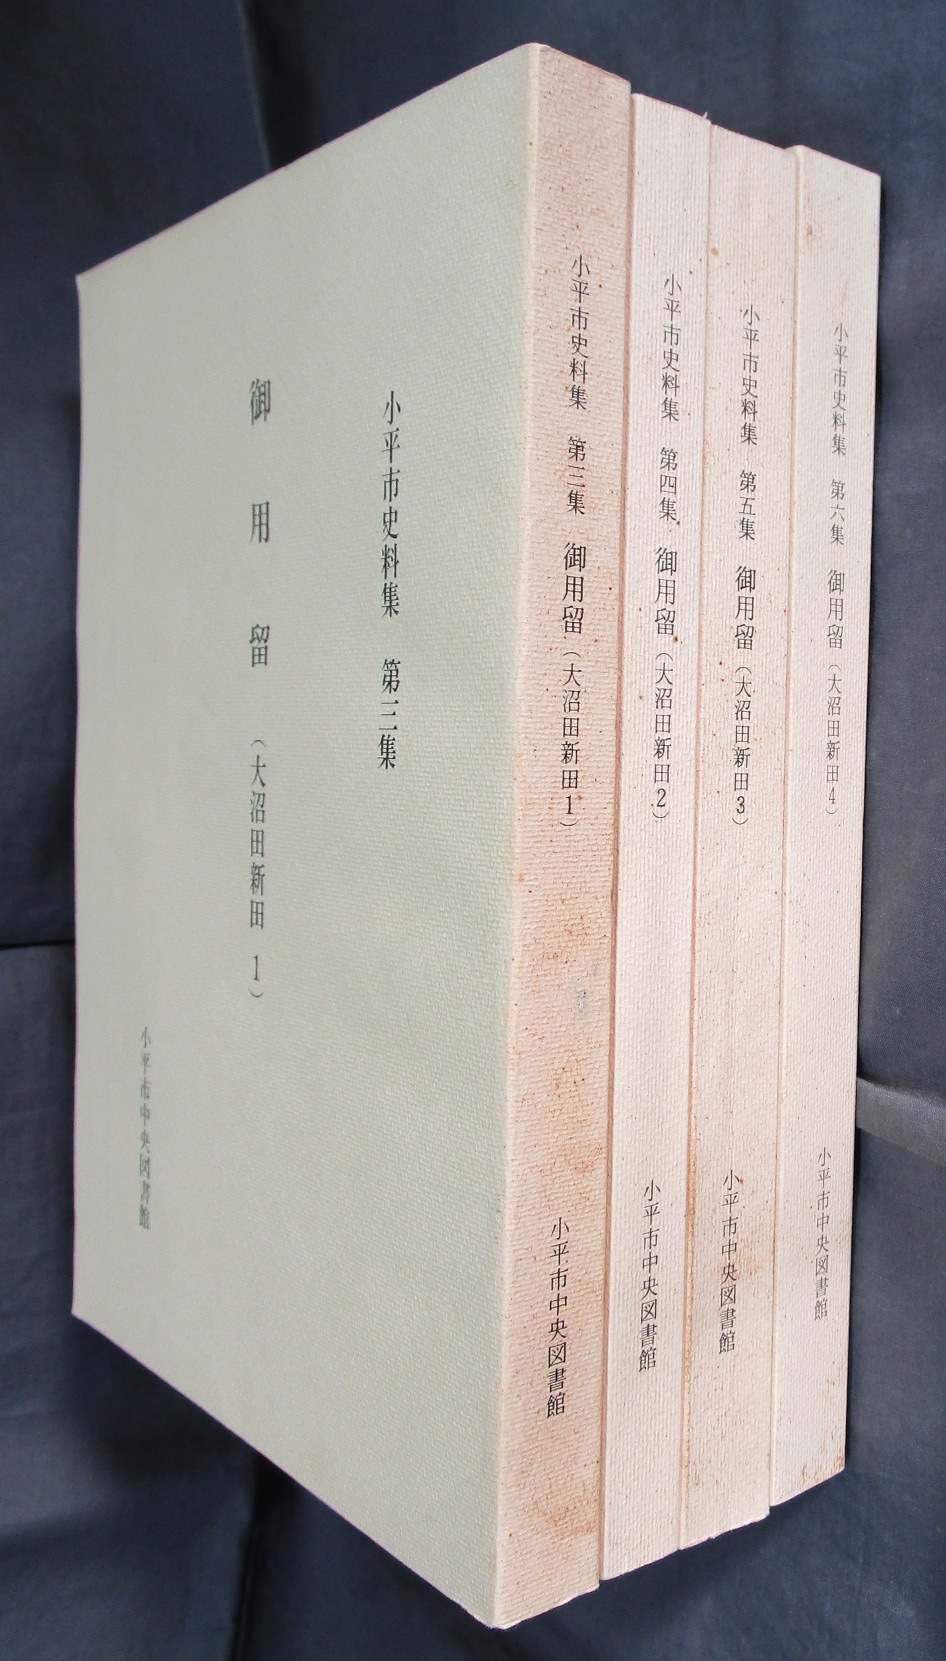 小平市史料集 第三集
御用留（大沼田新田 1）
小平市中央図書館
小平市史料集 第三集 御用留（大沼田新田1） 小平市中央図書館
小平市史料集 第四集 御用留（大沼田新田2） 小平市中央図書館
小平市史料集 第五集 御用留（大沼田新田3） 小平市中央図書館
小平市史料集 第六集 御用留（大沼田新田4） 小平市中央図書館